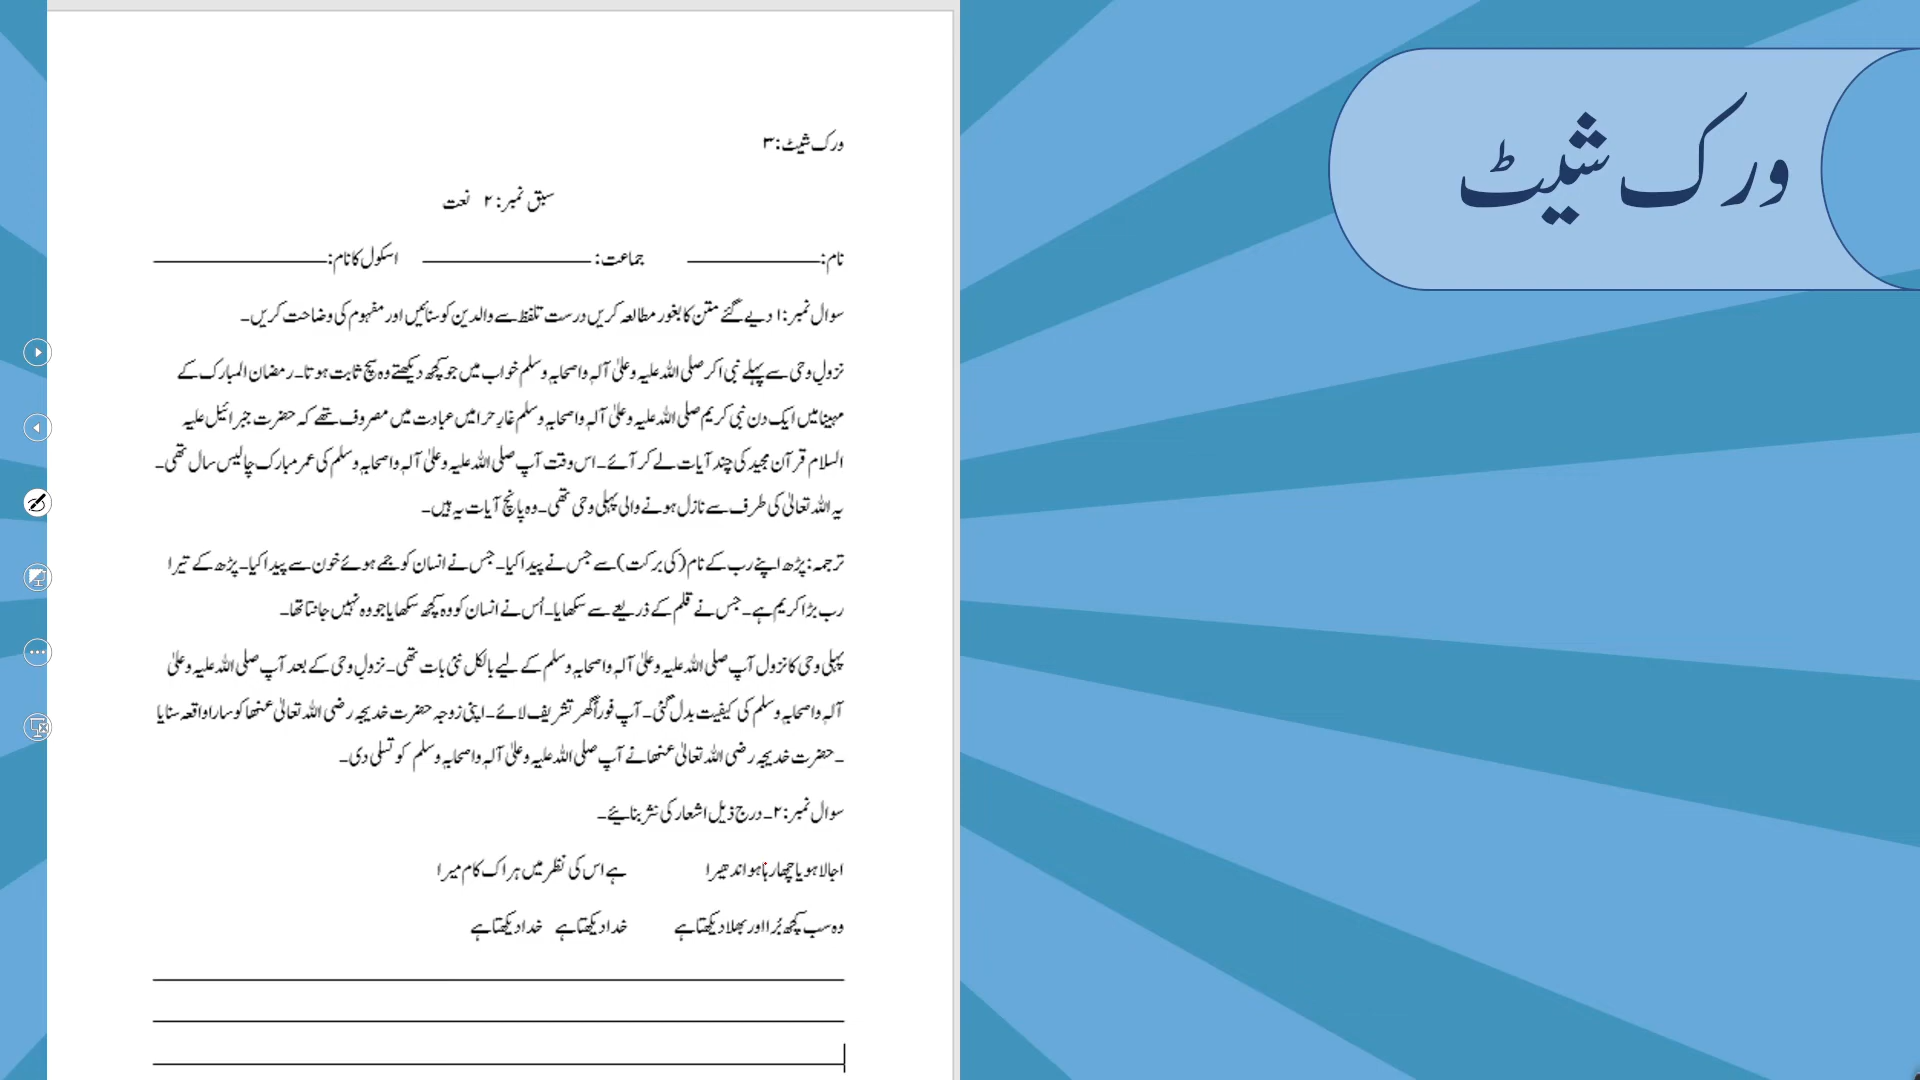 ورک شیٹ
ورک شیٹ: ۳
سبق نمبر: ۲ نعت
نام: جماعت: اسکول کا نام:
سوال نمبر: ۱ دیے گئے متن کا بغور مطالعہ کریں درست تلفظ سے والدین کو سنائیں اور مفہوم کی وضاحت کریں۔
نزولِ وحی سے پہلے نبی اکرصلی اللہ علیہ وعلیٰ آلہٖ واصحابہٖ وسلم خواب میں جو کچھ دیکھتے وہ سچ ثابت ہوتا۔ رمضان المبارک کے
مہینا میں ایک دن نبی کریم صلی اللہ علیہ وعلیٰ آلہٖ واصحابہٖ وسلم غارِ حرا میں عبادت میں مصروف تھے کہ حضرت جبرائیل علیہ
السلام قرآن مجید کی چند آیات لے کر آئے۔ اس وقت آپ صلی اللہ علیہ وعلیٰ آلہٖ واصحابہٖ وسلم کی عمر مبارک چالیس سال تھی۔
یہ اللہ تعالیٰ کی طرف سے نازل ہونے والی پہلی وحی تھی۔ وہ پانچ آیات یہ ہیں۔
ترجمہ: پڑھ اپنے رب کے نام (کی برکت) سے جس نے پیدا کیا۔ جس نے انسان کو جمے ہوئے خون سے پیدا کیا۔ پڑھ کے تیرا
رب بڑا کریم ہے۔ جس نے قلم کے ذریعے سے سکھایا۔ اُس نے انسان کو وہ کچھ سکھایا جو وہ نہیں جانتا تھا۔
پہلی وحی کا نزول آپ صلی اللہ علیہ وعلیٰ آلہٖ واصحابہٖ وسلم کے لیے بالکل نئی بات تھی۔ نزولِ وحی کے بعد آپ صلی اللہ علیہ وعلیٰ
آلہٖ واصحابہٖ وسلم کی کیفیت بدل گئی۔ آپ فوراً گھر تشریف لائے۔ اپنی زوجہ حضرت خدیجہ رضی اللہ تعالیٰ عنھا کو سارا واقعہ سنایا
۔ حضرت خدیجہ رضی اللہ تعالیٰ عنھا نے آپ صلی اللہ علیہ وعلیٰ آلہٖ واصحابہٖ وسلم کو تسلی دی۔
سوال نمبر: ۲۔ درج ذیل اشعار کی نثر بنایئے۔
اجالا ہو یا چھا رہا ہو اندھیرا ہے اس کی نظر میں ہر اک کام میرا
وہ سب کچھ بُرا اور بھلا دیکھتا ہے خدا دیکھتا ہے خدا دیکھتا ہے